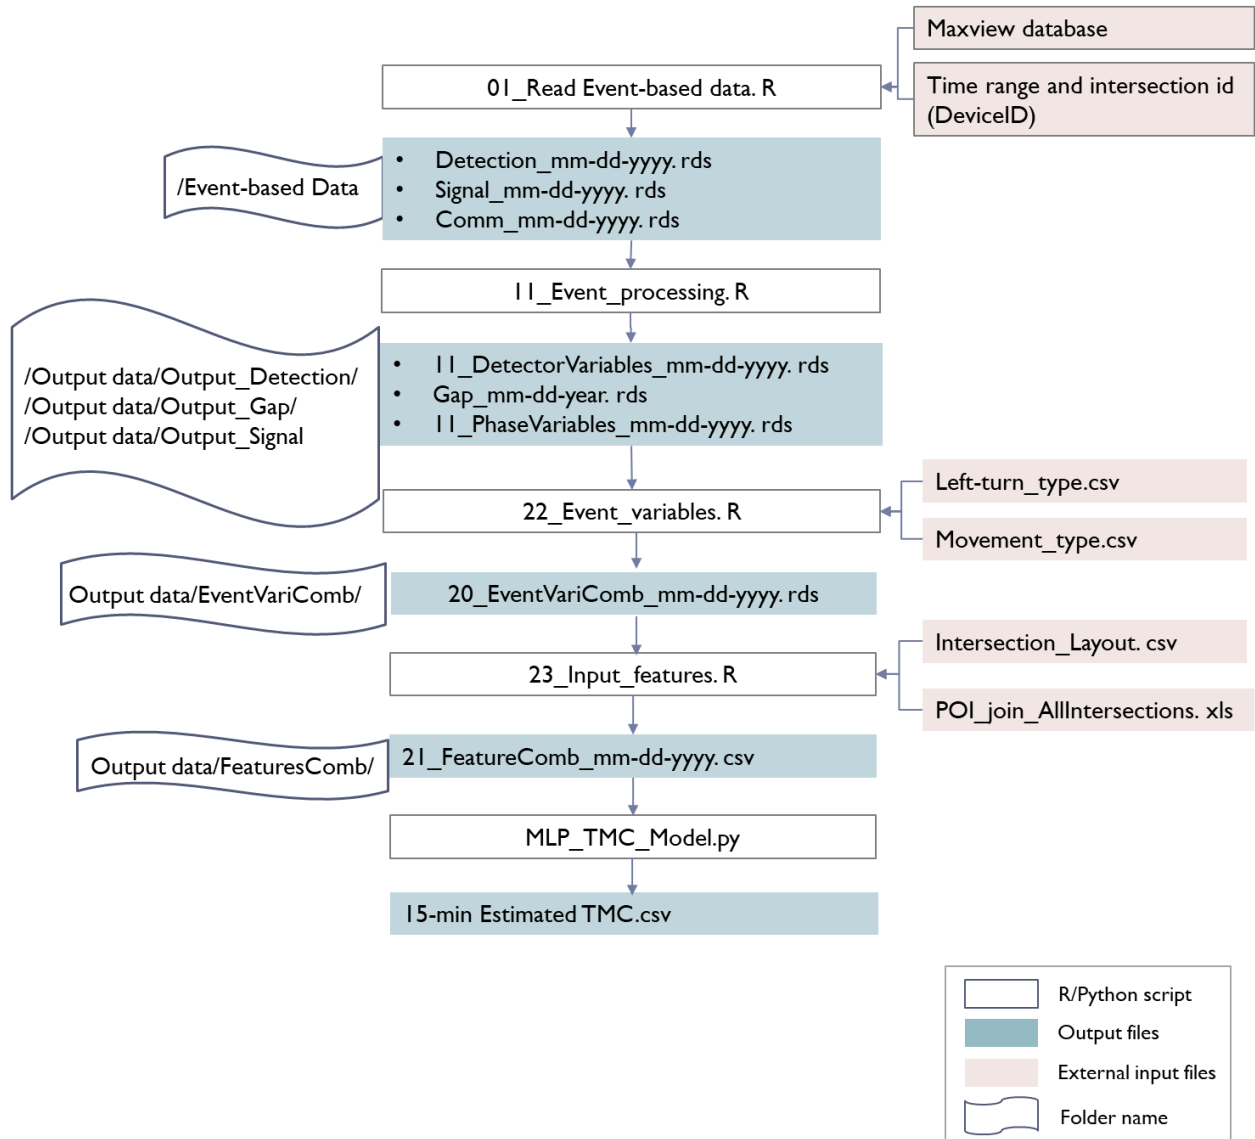 Maxview database
01_Read Event-based data. R
Time range and intersection id
(DeviceID)
/Event-based Data
• Detection_mm-dd-yyyy. rds
• Signal_mm-dd-yyyy. rds
• Comm_mm-dd-yyyy. rds
11_Event_processing. R
/Output data/Output_Detection/
/Output data/Output_Gap/
/Output data/Output_Signal
• 11_DetectorVariables_mm-dd-yyyy. rds
• Gap_mm-dd-year. rds
• 11_PhaseVariables_mm-dd-yyyy. rds
Left-turn_type.csv
22_Event_variables. R
Movement_type.csv
Output data/EventVariComb/
20_EventVariComb_mm-dd-yyyy. rds
Intersection_Layout. csv
23_Input_features. R
POI_join_AllIntersections. xls
Output data/FeaturesComb/
21_FeatureComb_mm-dd-yyyy. csv
MLP_TMC_Model.py
15-min Estimated TMC.csv
R/Python script
Output files
External input files
Folder name